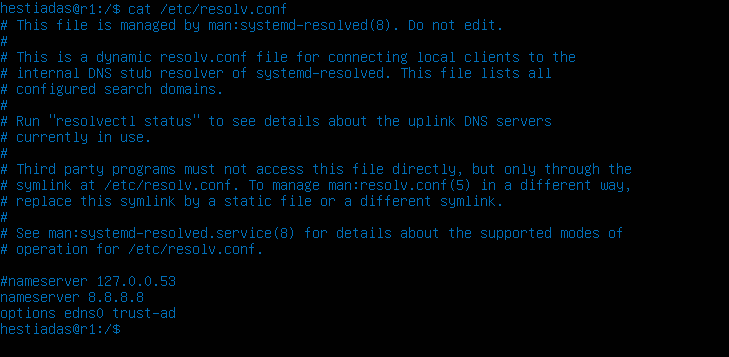 hestiadas@r1:/$ cat /etc/resolv.conf
# This file is managed by man:systemd-resolved(8). Do not edit.
#
# This is a dynamic resolv.conf file for connecting local clients to the
# internal DNS stub resolver of systemd-resolved. This file lists all
# configured search domains.
#
# Run "resolvectl status" to see details about the uplink DNS servers
# currently in use.
#
# Third party programs must not access this file directly, but only through the
# symlink at /etc/resolv.conf. To manage man:resolv.conf(5) in a different way,
# replace this symlink by a static file or a different symlink.
#
# See man:systemd-resolved.service(8) for details about the supported modes of
# operation for /etc/resolv.conf.

#nameserver 127.0.0.53
nameserver 8.8.8.8
options edns0 trust-ad
hestiadas@r1:/$